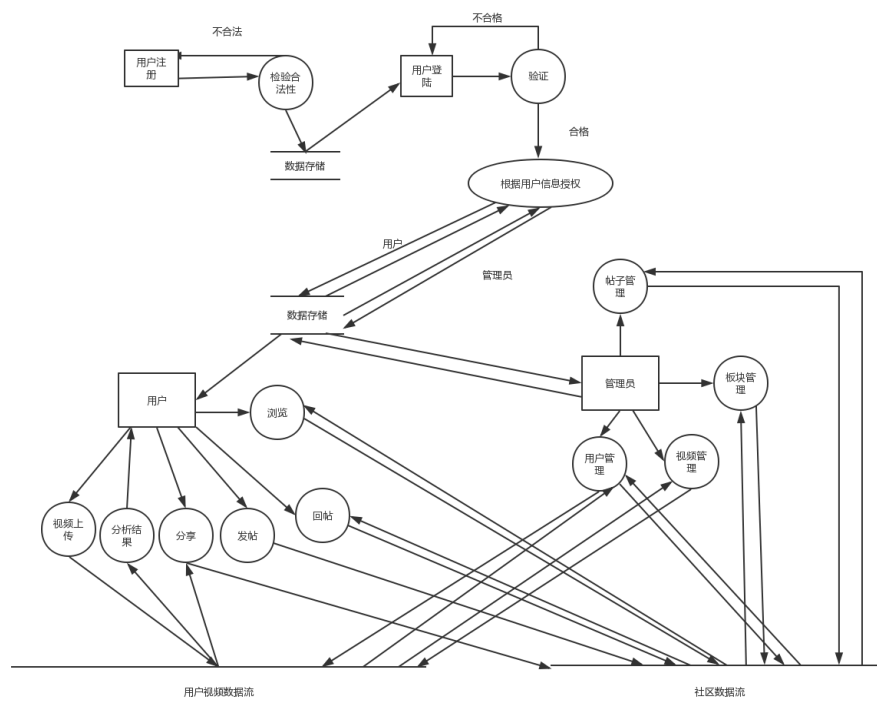 不合格
不合法
用户注
册
检验合
法性
用户登
陆
验证
合格
数据存储
根据用户信息授权
用户
管理员
帖子管
理
数据存储
管理员
板块管
理
用户
浏览
用户管
理
视频管
理
视频上
传
分析结
果
分享
发帖
回帖
用户视频数据流
社区数据流